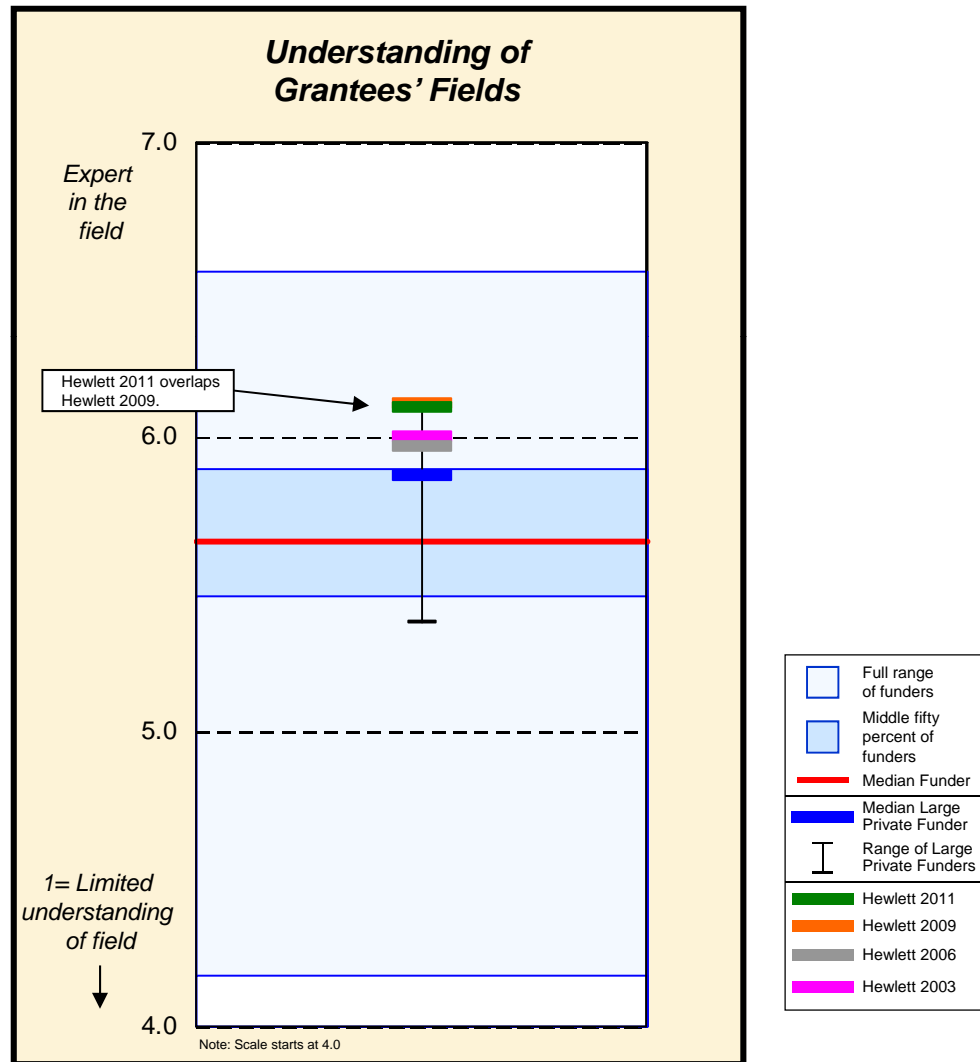 Understanding of
Grantees’ Fields
7.0
Expert
in the
field
Hewlett 2011 overlaps
Hewlett 2009.
6.0
5.0
1= Limited
understanding
of field
4.0
Note: Scale starts at 4.0
Full range
of funders
Middle fifty
percent of
funders
Median Funder
Median Large
Private Funder
Range of Large
Private Funders
Hewlett 2011
Hewlett 2009
Hewlett 2006
Hewlett 2003